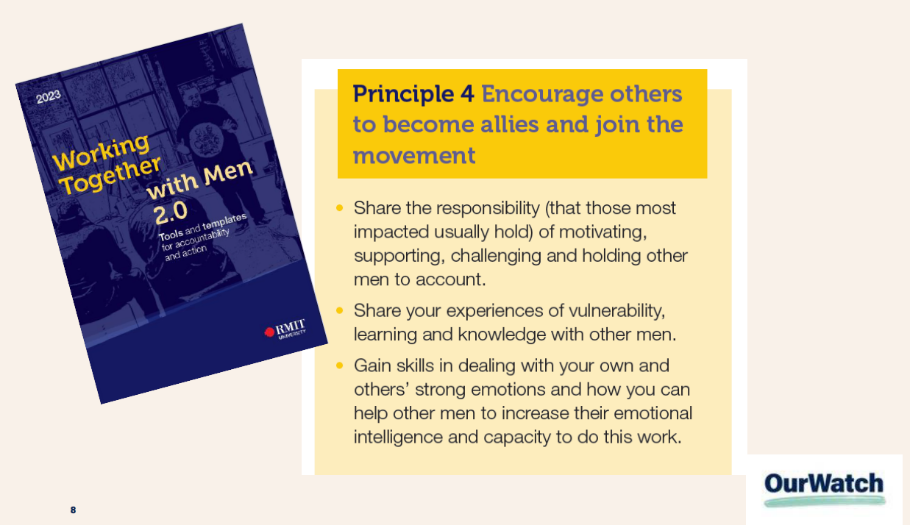 2023
Working
Together
with Men
2.0
Tools and templates
for accountability
and action
RMIT
UNIVERSITY
Principle 4 Encourage others
to become allies and join the
movement
• Share the responsibility (that those most
impacted usually hold) of motivating,
supporting, challenging and holding other
men to account.
• Share your experiences of vulnerability,
learning and knowledge with other men.
• Gain skills in dealing with your own and
others’ strong emotions and how you can
help other men to increase their emotional
intelligence and capacity to do this work.
8
OurWatch